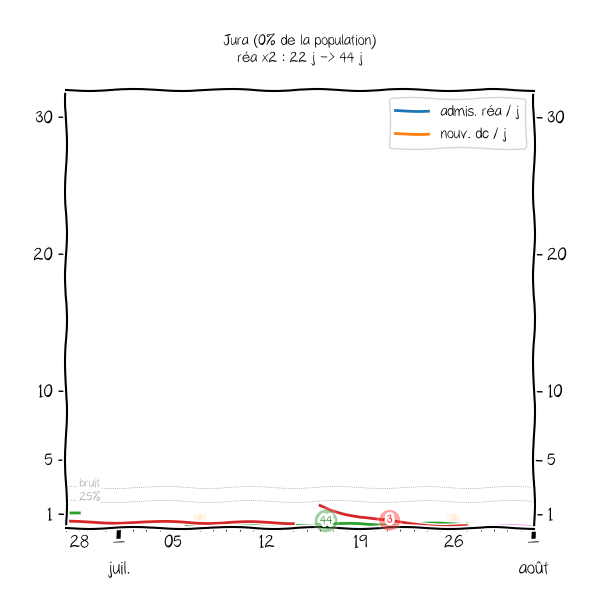 Jura (0% de la population)
réa x2 : 22 j -> 44 j
admis. réa / j
nouv. dc / j
30
30
20
20
10
10
5
5
bruit
25%
1
1
44
3
28
05
12
19
26
juil.
août